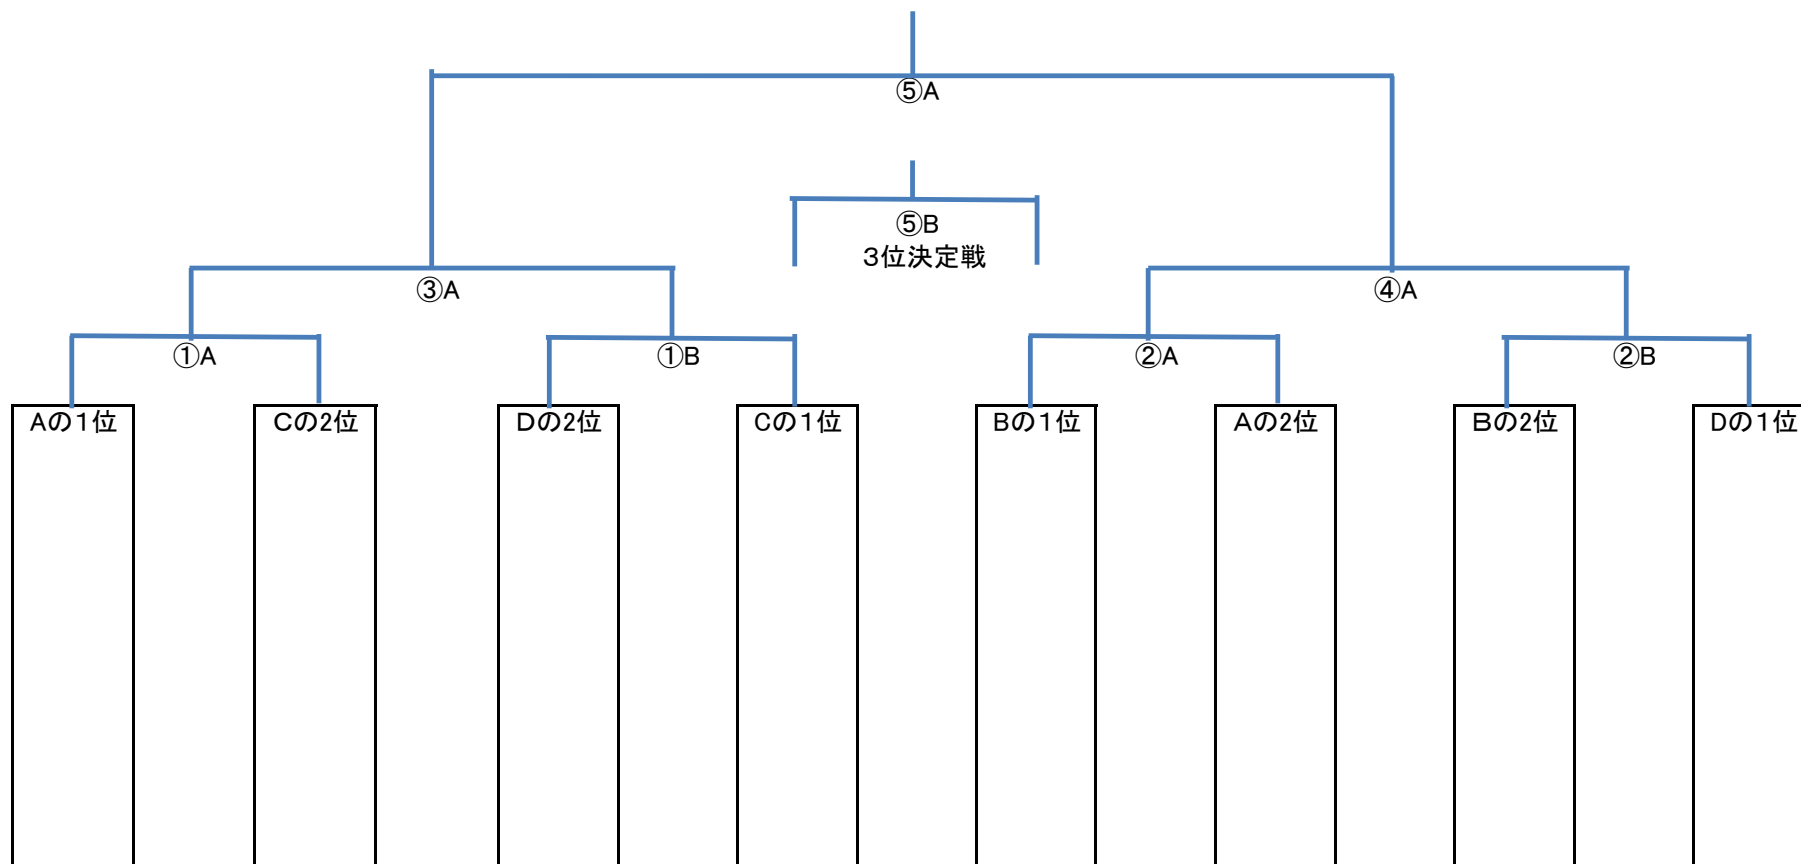 ⑤A
⑤B
3位決定戦
③A
④A
①A
①B
②A
②B
Aの１位
Ｃの2位
Ｄの2位
Cの１位
Bの１位
Ａの2位
Ｂの2位
Dの１位